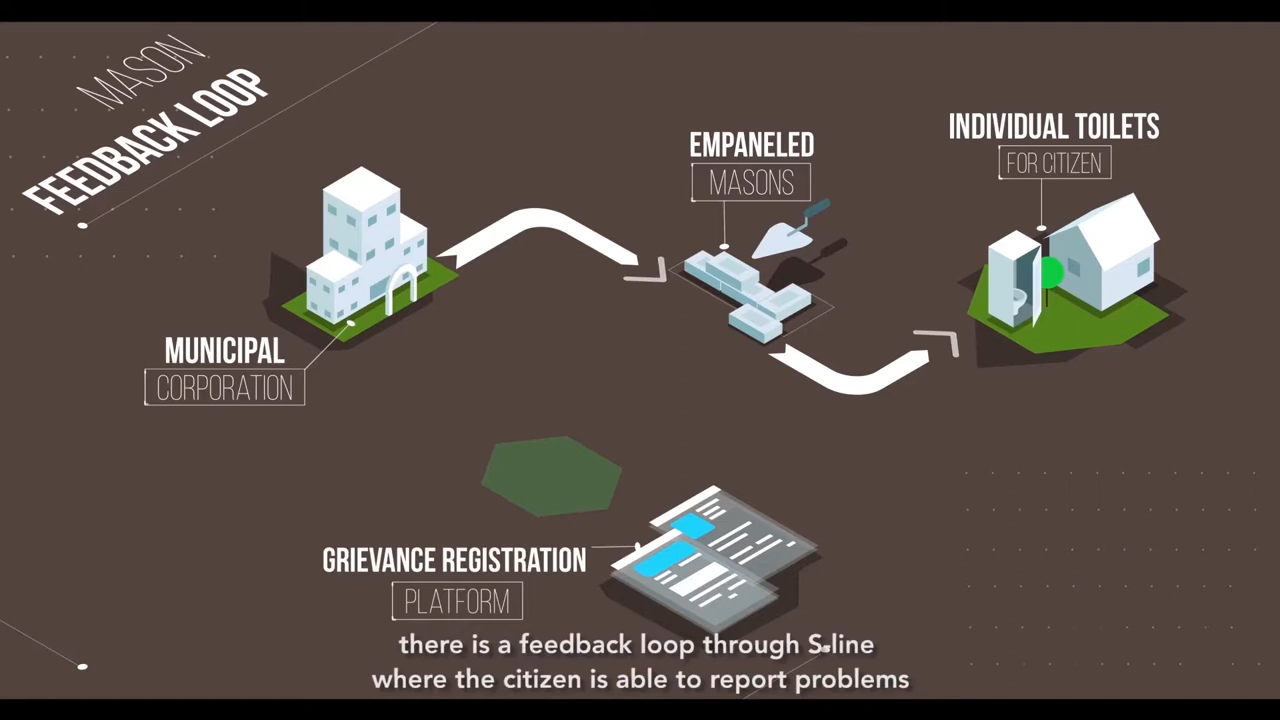 MASON
FEEDBACK LOOP
EMPANELED
MASONS
INDIVIDUAL TOILETS
FOR CITIZEN
MUNICIPAL
CORPORATION
GRIEVANCE REGISTRATION
PLATFORM
there is a feedback loop through S-line
where the citizen is able to report problems